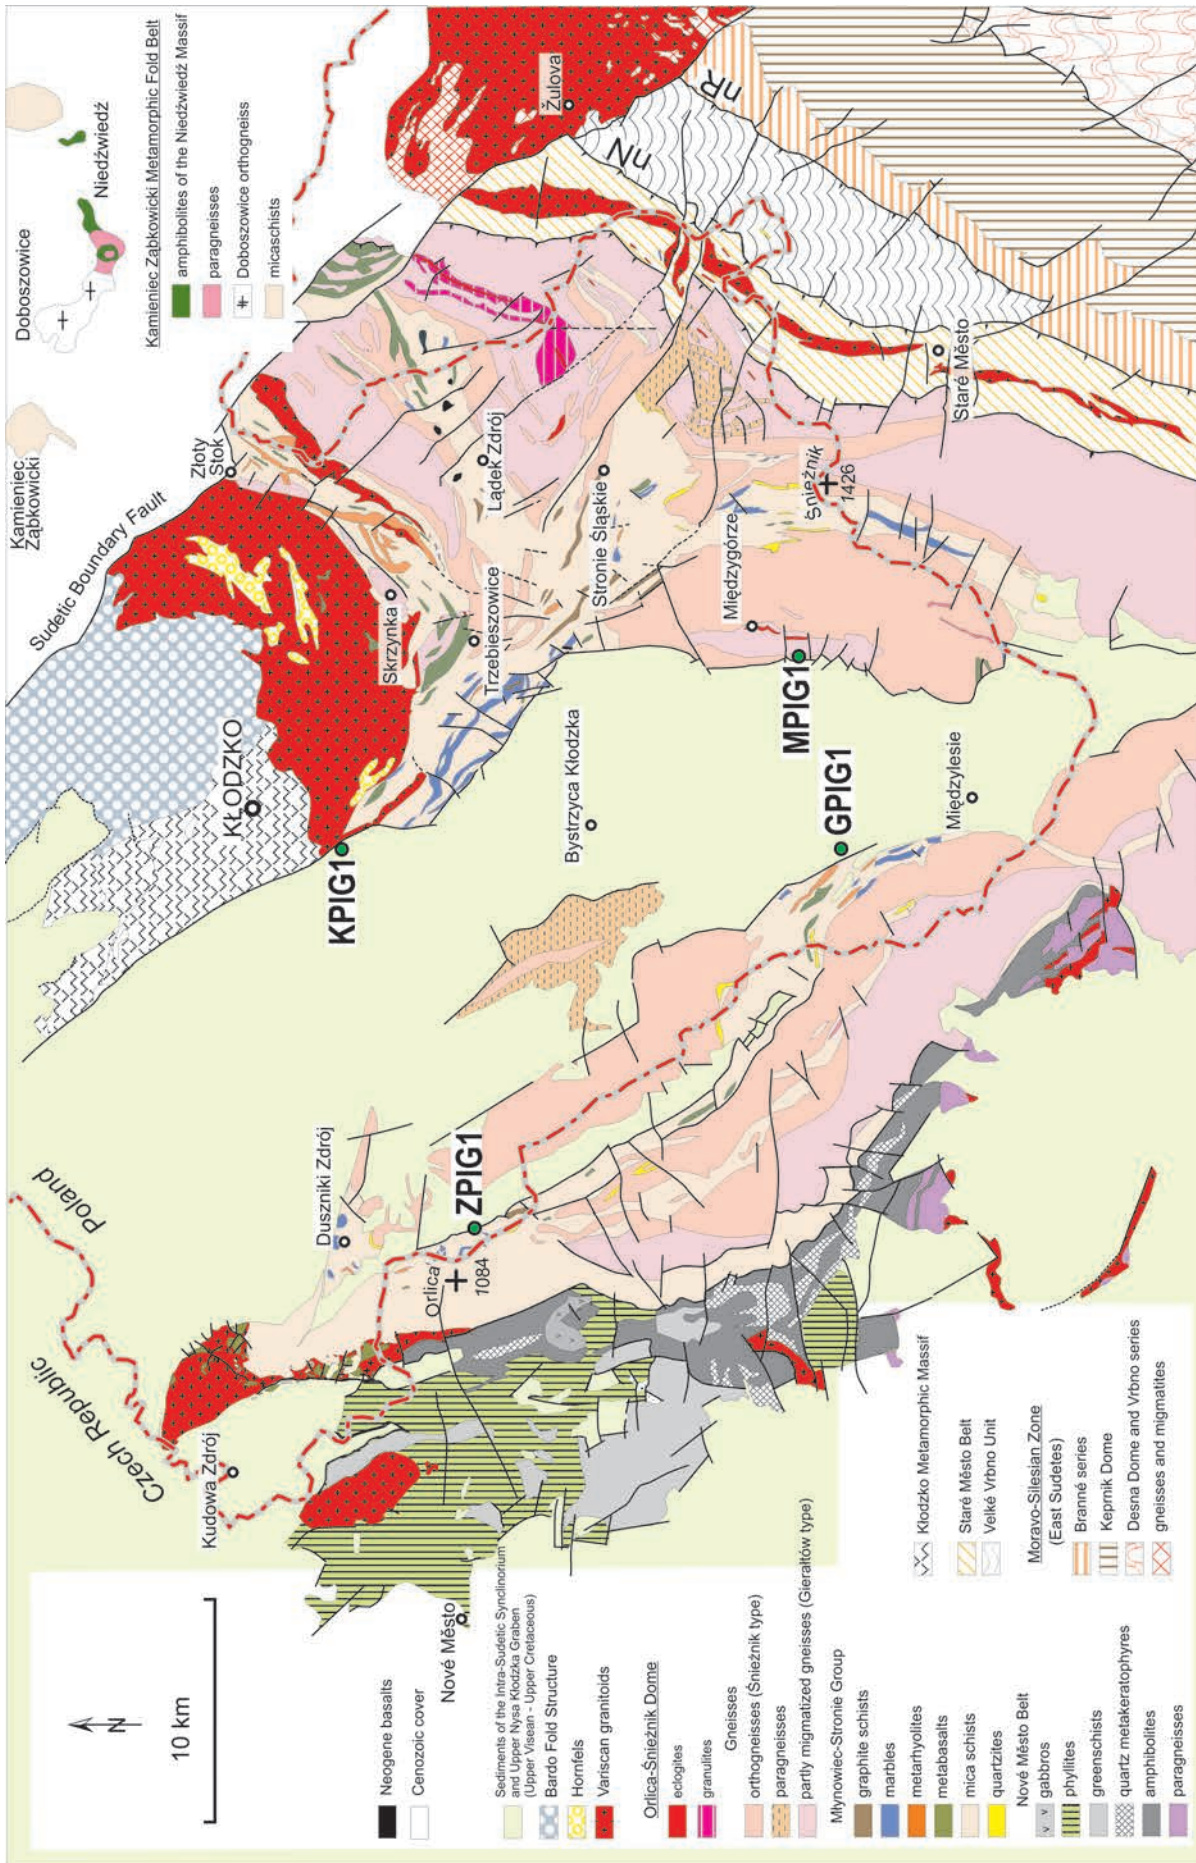 Poland
Czech Republic
Kudowa Zdrój
Duszniki Zdrój
Orlica
1084
ZPIG1
Nové Město
KŁODZKO
KPIG1
Bystrzyca Kłodzka
GPIG1
Międzylesie
MPIG1
Międzygórze
Sudetic Boundary Fault
Skrzynka
Trzebieszowice
Stronie Śląskie
Lądek Zdrój
Złoty
Stok
Śnieżnik
1426
Staré Město
Žulova
nN
nR
Kamieniec
Ząbkowicki
Doboszowice
Niedźwiedź
Kamieniec Ząbkowicki Metamorphic Fold Belt
amphibolites of the Niedźwiedź Massif
paragneisses
Doboszowice orthogneiss
micaschists
N
10 km
Neogene basalts
Cenozoic cover
Sediments of the Intra-Sudetic Synclinorium
and Upper Nysa Kłodzka Graben
(Upper Visean - Upper Cretaceous)
Bardo Fold Structure
Hornfels
Variscan granitoids
Orlica-Śnieżnik Dome
eclogites
granulites
Gneisses
orthogneisses (Śnieżnik type)
paragneisses
partly migmatized gneisses (Gierałtów type)
Młynowiec-Stronie Group
graphite schists
marbles
metarhyolites
metabasalts
mica schists
quartzites
Nové Město Belt
gabbros
phyllites
greenschists
quartz metakeratophyres
amphibolites
paragneisses
Kłodzko Metamorphic Massif
Staré Město Belt
Velké Vrbno Unit
Moravo-Silesian Zone
(East Sudetes)
Branné series
Keprnik Dome
Desna Dome and Vrbno series
gneisses and migmatites